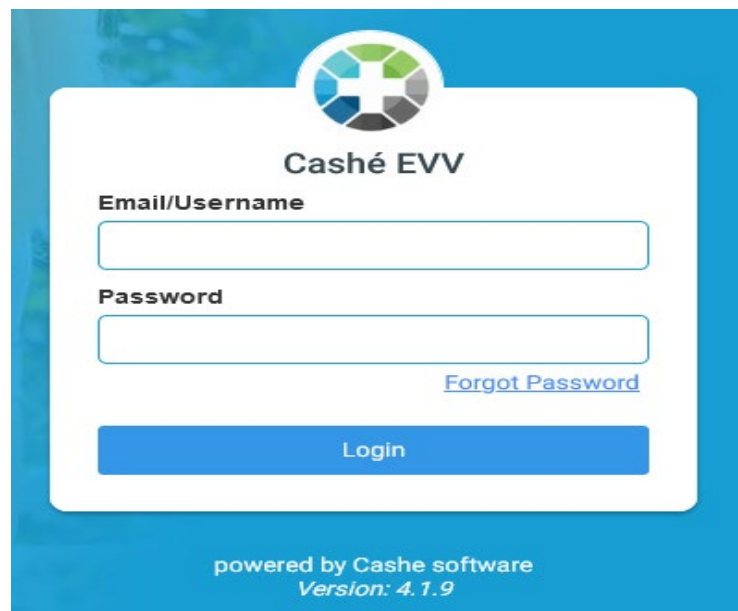 Cashé EVV
Email/Username
Password
Forgot Password
Login
powered by Cashe software
Version: 4.1.9